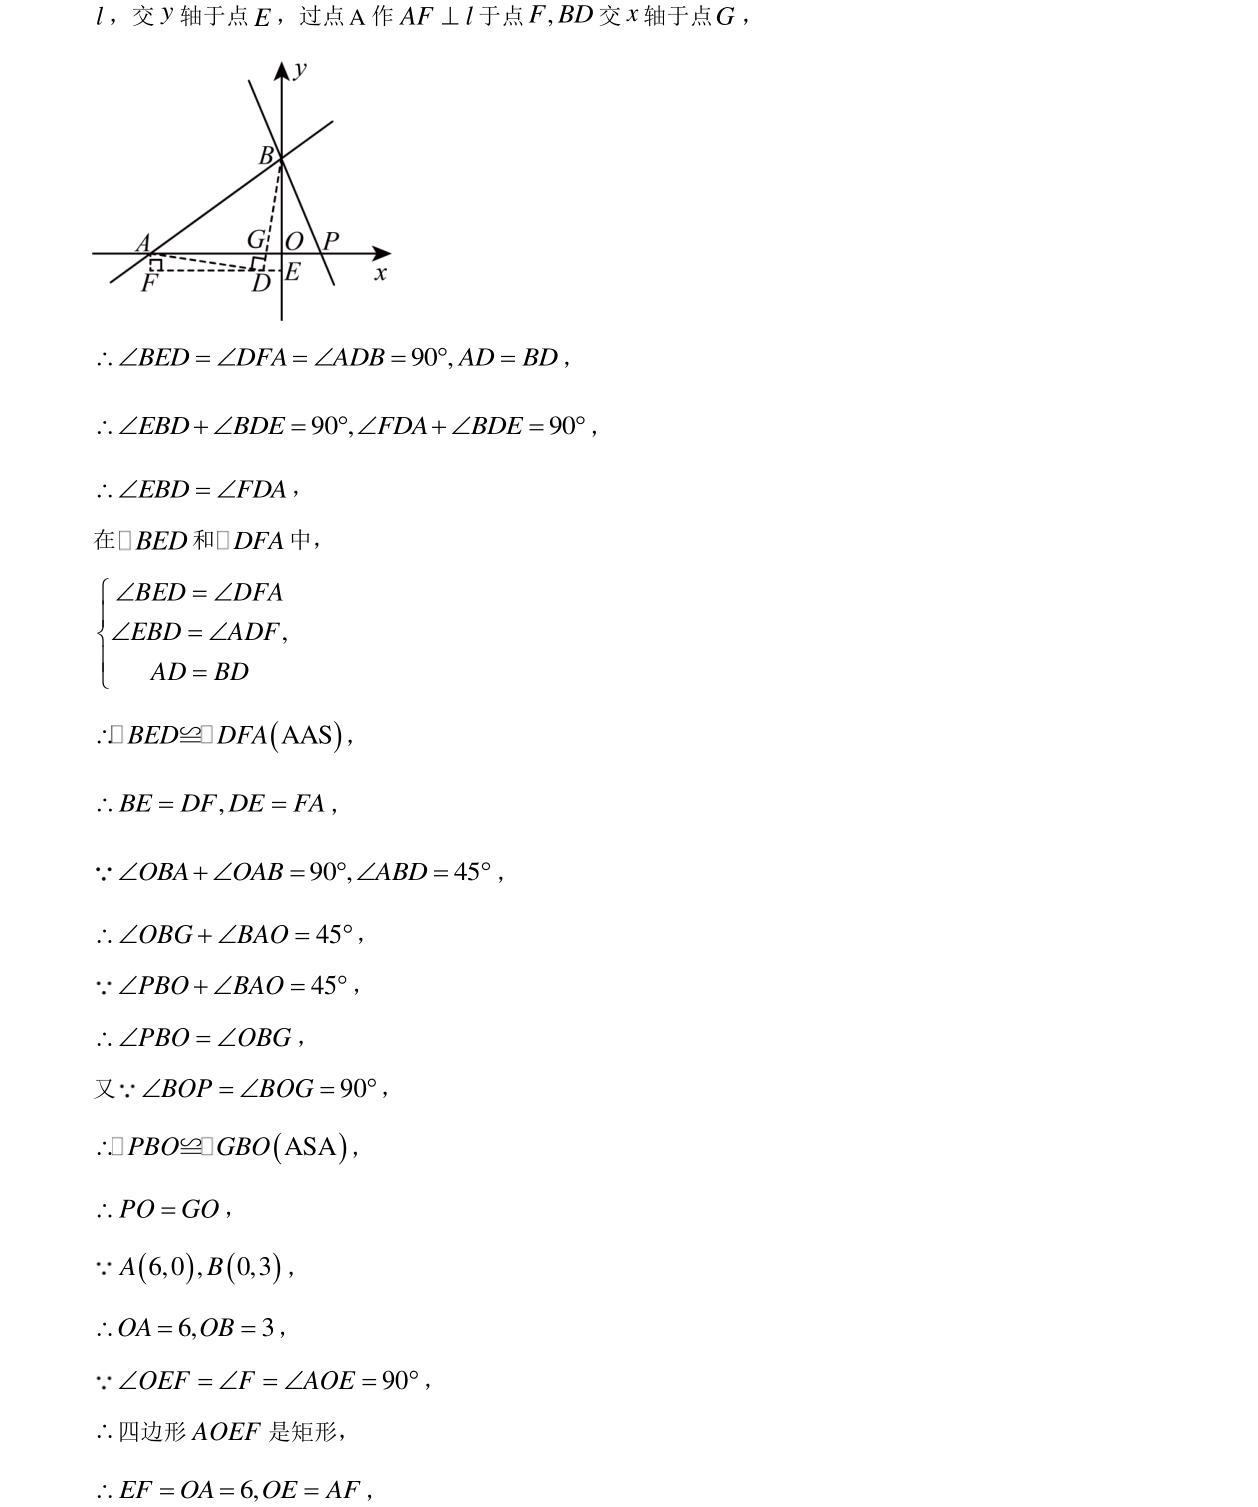 l，交 y 轴于点 E，过点 A 作 AF ⊥ l 于点 F, BD 交 x 轴于点 G，
y
B
A
G
O
P
F
D
E
x
∴∠BED = ∠DFA = ∠ADB = 90°, AD = BD，
∴∠EBD + ∠BDE = 90°, ∠FDA + ∠BDE = 90°，
∴∠EBD = ∠FDA，
在□BED 和□DFA 中，
{∠BED = ∠DFA
∠EBD = ∠ADF,
AD = BD
∴□BED≌□DFA(AAS)，
∴BE = DF, DE = FA，
∵∠OBA + ∠OAB = 90°, ∠ABD = 45°，
∴∠OBG + ∠BAO = 45°，
∵∠PBO + ∠BAO = 45°，
∴∠PBO = ∠OBG，
又∵∠BOP = ∠BOG = 90°，
∴□PBO≌□GBO(ASA)，
∴PO = GO，
∵A(6,0), B(0,3)，
∴OA = 6, OB = 3，
∵∠OEF = ∠F = ∠AOE = 90°，
∴四边形 AOEF 是矩形，
∴EF = OA = 6, OE = AF，